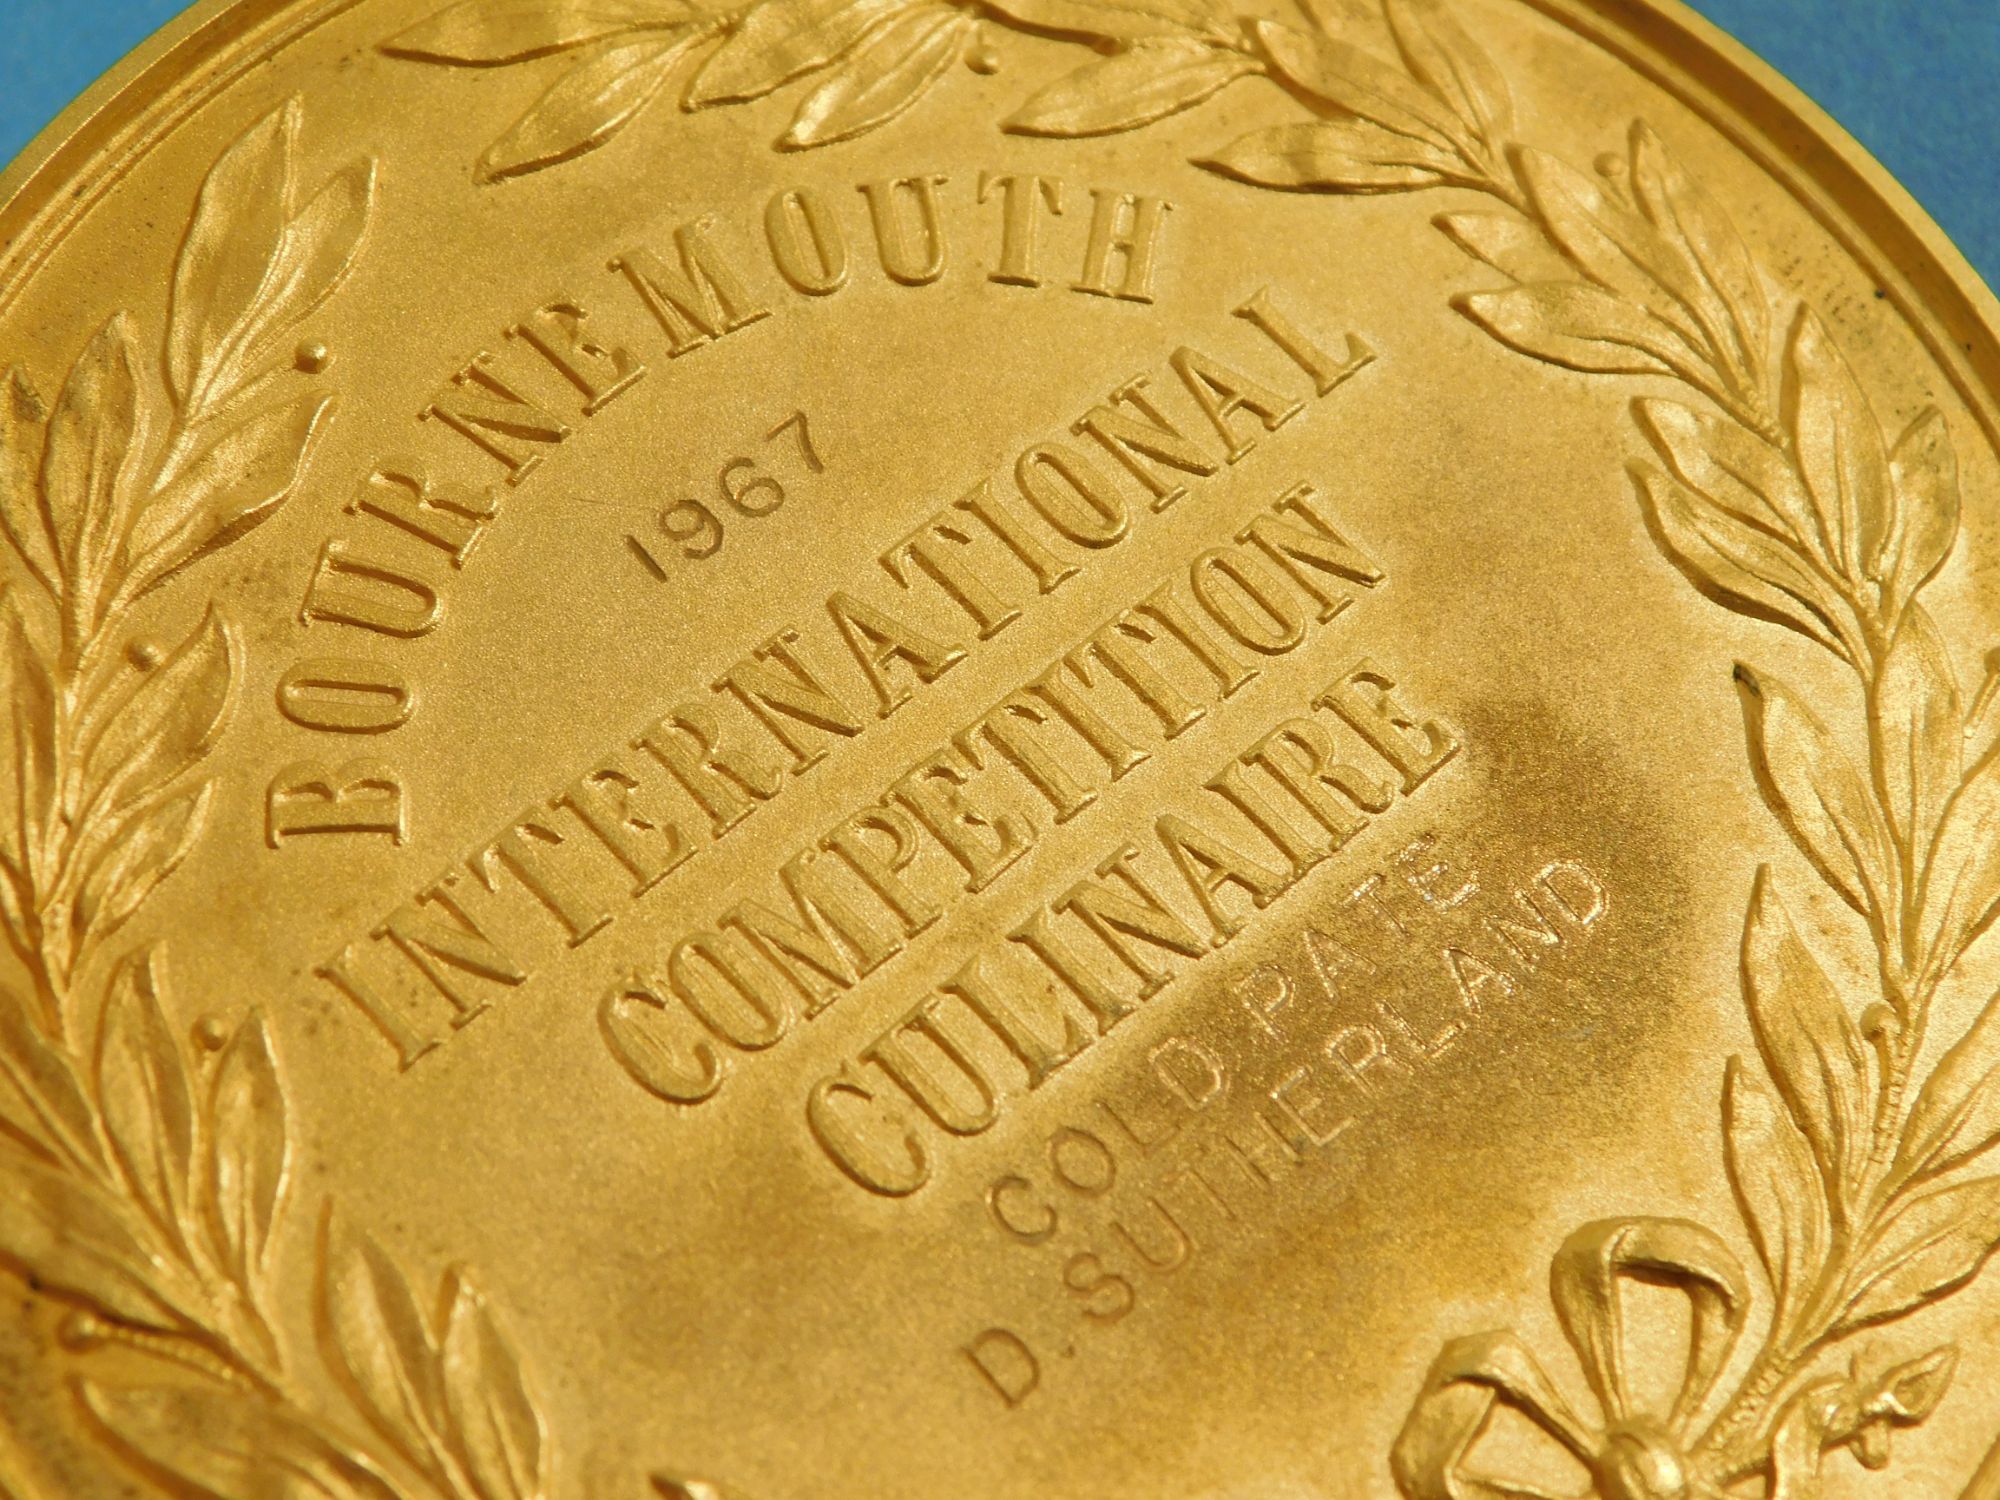 BOURNEMOUTH
1967
INTERNATIONAL
COMPETITION
CULINAIRE
COLD PATE
D. SUTHERLAND